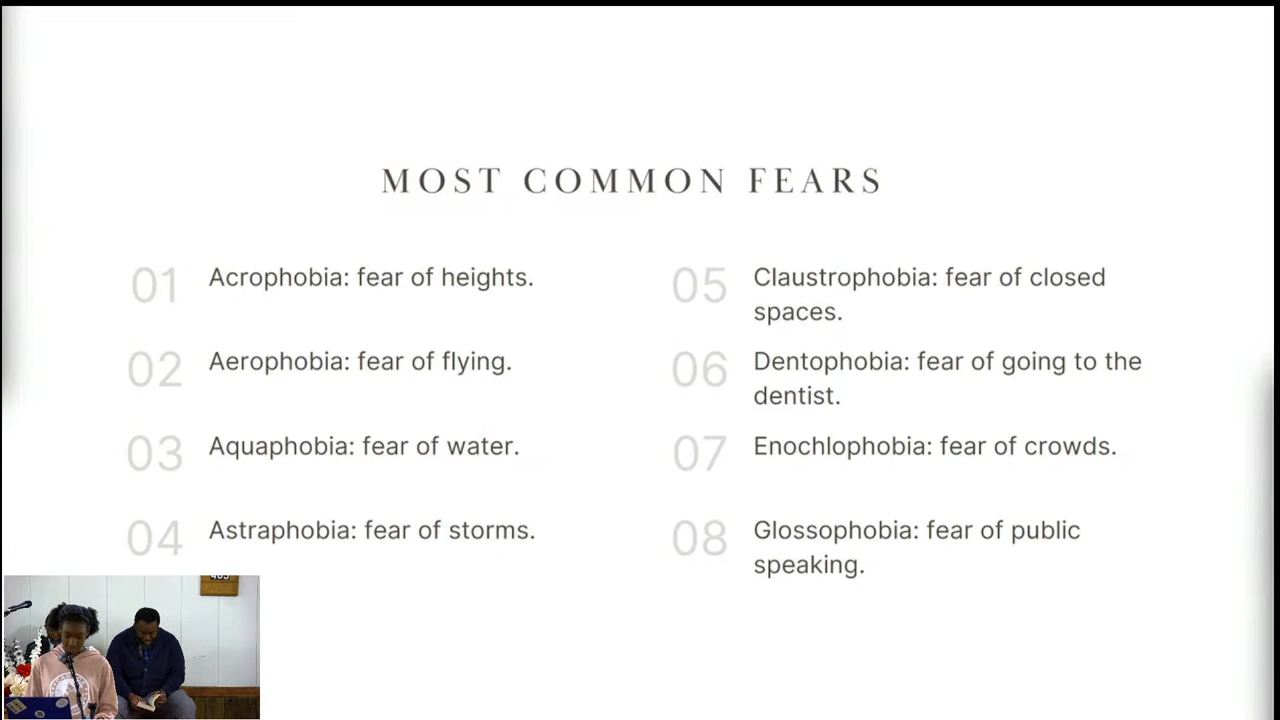 MOST COMMON FEARS
01 Acrophobia: fear of heights.
02 Aerophobia: fear of flying.
03 Aquaphobia: fear of water.
04 Astraphobia: fear of storms.
05 Claustrophobia: fear of closed
spaces.
06 Dentophobia: fear of going to the
dentist.
07 Enochlophobia: fear of crowds.
08 Glossophobia: fear of public
speaking.